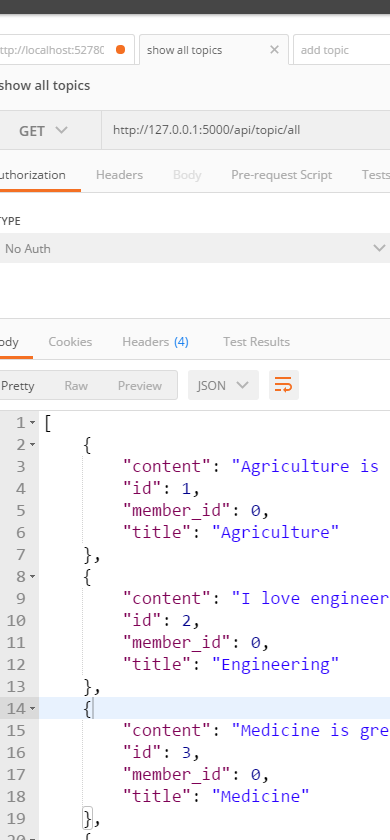 ttp://localhost:52780 show all topics × add topic
show all topics
GET http://127.0.0.1:5000/api/topic/all
uthorization Headers Body Pre-request Script Tests
YPE
No Auth
ody Cookies Headers (4) Test Results
Pretty Raw Preview JSON
1 [
2 {
3 "content": "Agriculture is
4 "id": 1,
5 "member_id": 0,
6 "title": "Agriculture"
7 },
8 {
9 "content": "I love engineer
10 "id": 2,
11 "member_id": 0,
12 "title": "Engineering"
13 },
14 {
15 "content": "Medicine is gre
16 "id": 3,
17 "member_id": 0,
18 "title": "Medicine"
19 },
20 {